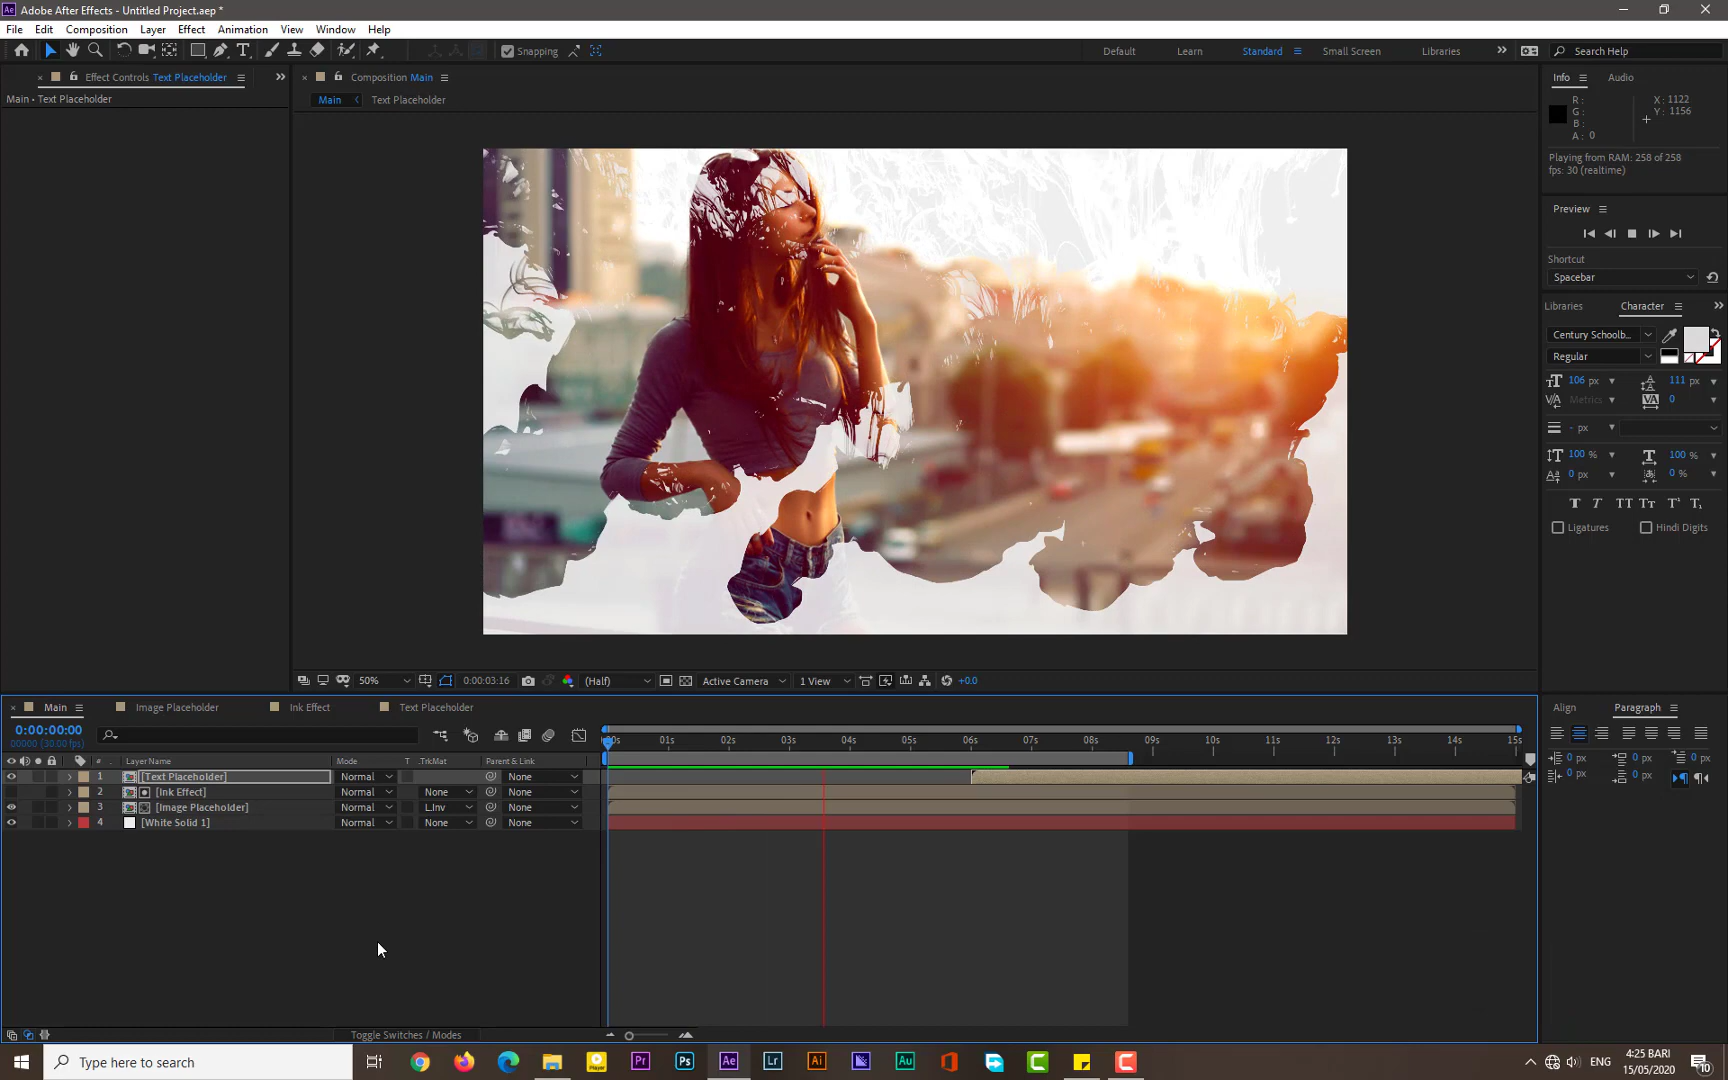 Adobe After Effects - Untitled Project.aep *
File Edit Composition Layer Effect Animation View Window Help
Snapping
Default Learn Standard Small Screen Libraries
Search Help
Effect Controls Text Placeholder
Main • Text Placeholder
Composition Main
Main Text Placeholder
Info Audio
R :
G :
B :
A : 0
X : 1122
Y : 1156
Playing from RAM: 258 of 258
fps: 30 (realtime)
Preview
Shortcut
Spacebar
Libraries Character
Century Schoolb...
Regular
106 px 111 px
Metrics 0
- px
100 % 100 %
0 px 0 %
Ligatures Hindi Digits
50% 0:00:03:16 (Half) Active Camera 1 View +0.0
Main Image Placeholder Ink Effect Text Placeholder
0:00:00:00
00000 (30.00 fps)
00s 01s 02s 03s 04s 05s 06s 07s 08s 09s 10s 11s 12s 13s 14s 15s
# Layer Name Mode T .TrkMat Parent & Link
1 [Text Placeholder] Normal None
2 [Ink Effect] Normal None None
3 [Image Placeholder] Normal L.Inv None
4 [White Solid 1] Normal None None
Toggle Switches / Modes
Align Paragraph
0 px 0 px 0 px
0 px 0 px
Type here to search
Player
Pr Ps Ae Lr Ai Au
ENG
4:25 BARI
15/05/2020
10